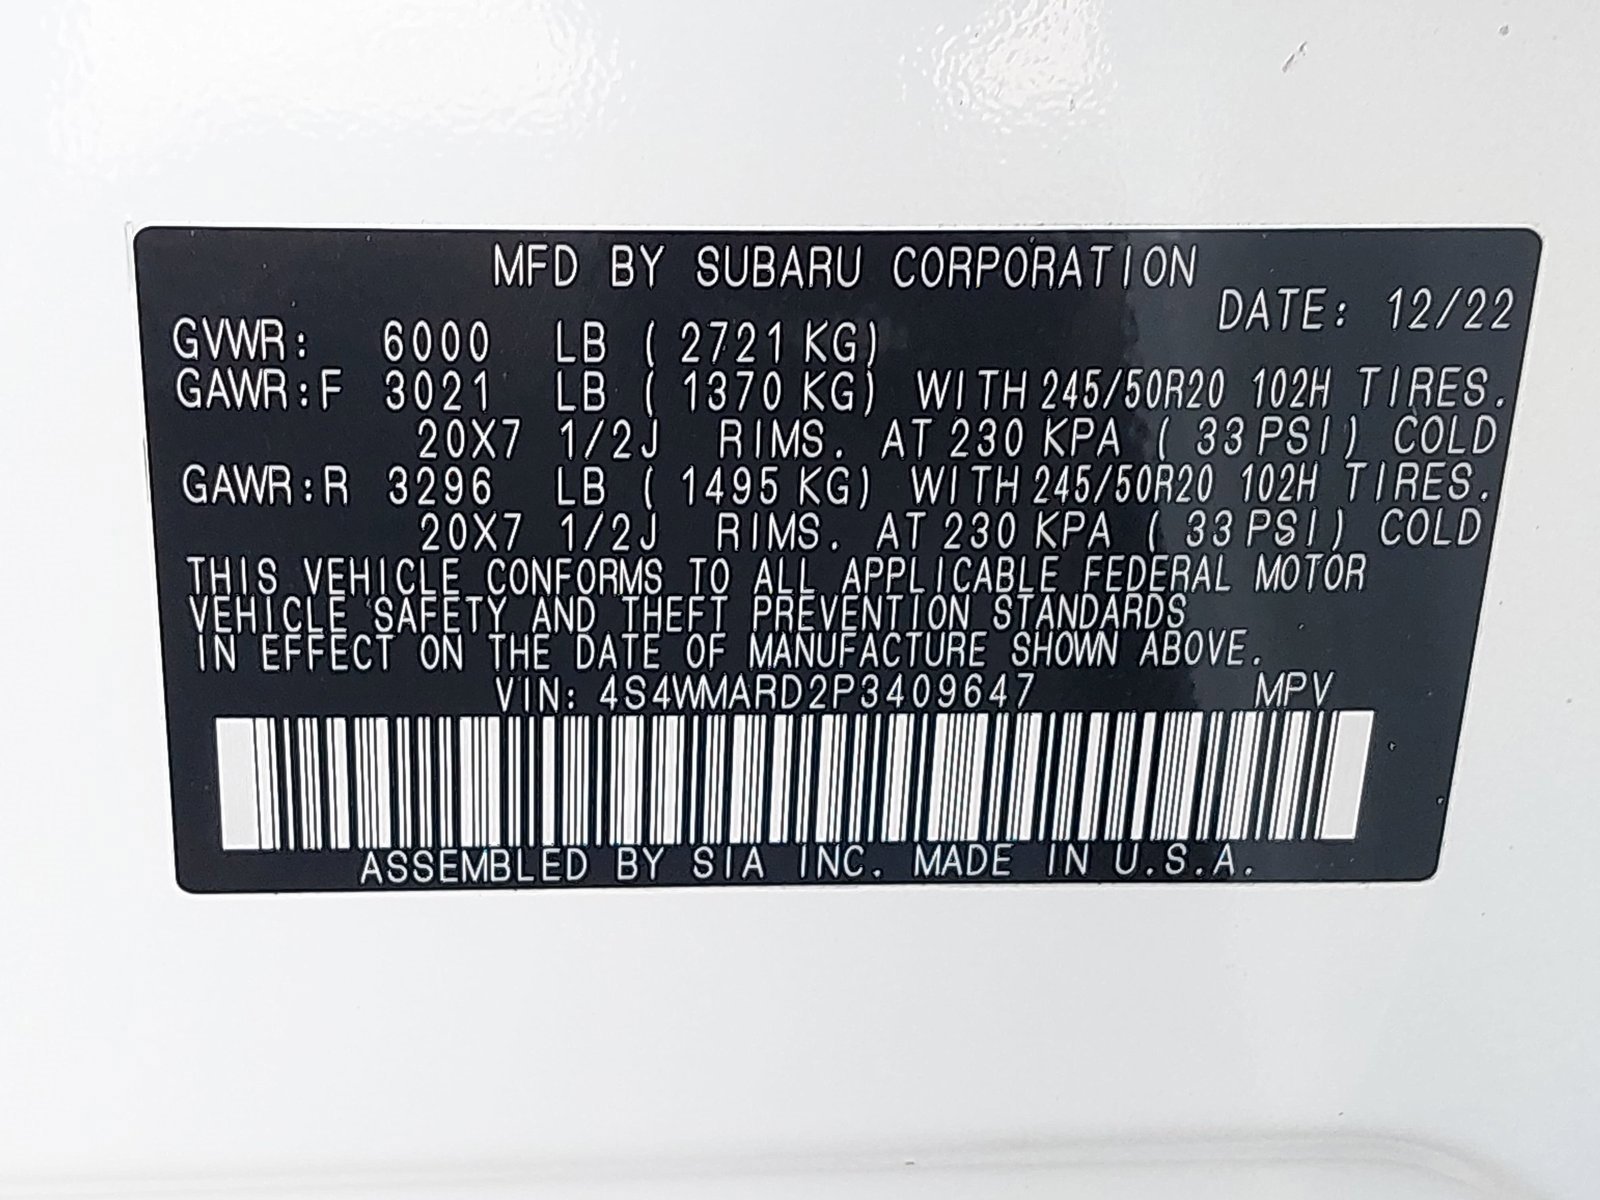 MFD BY SUBARU CORPORATION
DATE: 12/22
GVWR: 6000 LB ( 2721 KG)
GAWR:F 3021 LB ( 1370 KG) WITH 245/50R20 102H TIRES.
20X7 1/2J RIMS. AT 230 KPA ( 33 PSI) COLD
GAWR:R 3296 LB ( 1495 KG) WITH 245/50R20 102H TIRES.
20X7 1/2J RIMS. AT 230 KPA ( 33 PSI) COLD
THIS VEHICLE CONFORMS TO ALL APPLICABLE FEDERAL MOTOR
VEHICLE SAFETY AND THEFT PREVENTION STANDARDS
IN EFFECT ON THE DATE OF MANUFACTURE SHOWN ABOVE.
VIN: 4S4WMARD2P3409647 MPV
ASSEMBLED BY SIA INC. MADE IN U.S.A.